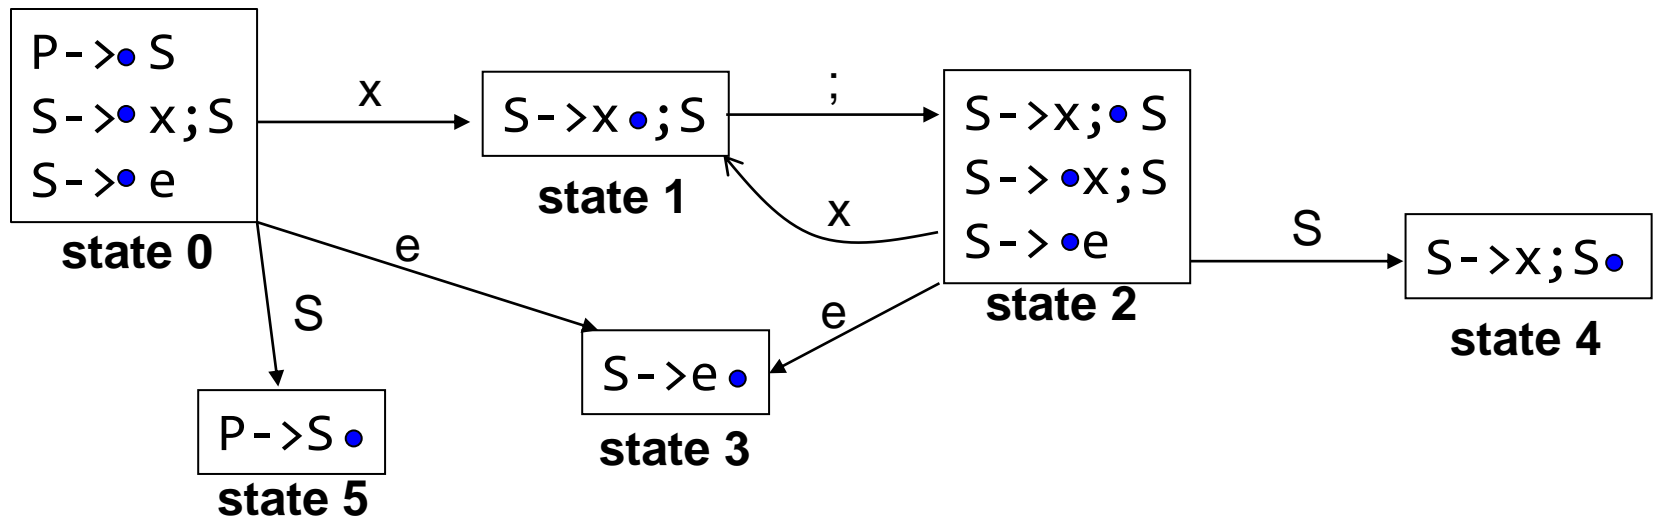 P->• S
S->• x;S
S->• e
state 0
x
S->x •;S
state 1
;
S->x;• S
S-> •x;S
S-> •e
state 2
x
e
S
e
S
S->x;S•
state 4
S->e •
state 3
P->S •
state 5